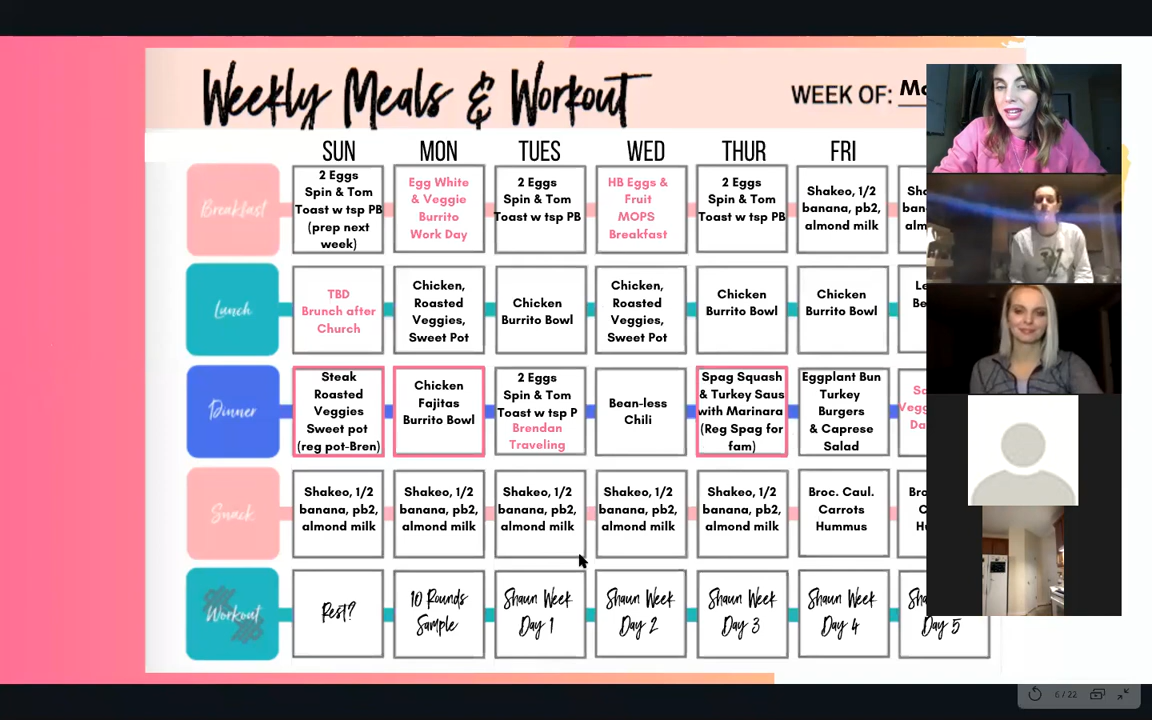 Weekly Meals & Workout
WEEK OF:
SUN MON TUES WED THUR FRI
Breakfast
2 Eggs
Spin & Tom
Toast w tsp PB
(prep next
week)
Egg White
& Veggie
Burrito
Work Day
2 Eggs
Spin & Tom
Toast w tsp PB
HB Eggs &
Fruit
MOPS
Breakfast
2 Eggs
Spin & Tom
Toast w tsp PB
Shakeo, 1/2
banana, pb2,
almond milk
Lunch
TBD
Brunch after
Church
Chicken,
Roasted
Veggies,
Sweet Pot
Chicken
Burrito Bowl
Chicken,
Roasted
Veggies,
Sweet Pot
Chicken
Burrito Bowl
Chicken
Burrito Bowl
Dinner
Steak
Roasted
Veggies
Sweet pot
(reg pot-Bren)
Chicken
Fajitas
Burrito Bowl
2 Eggs
Spin & Tom
Toast w tsp P
Brendan
Traveling
Bean-less
Chili
Spag Squash
& Turkey Saus
with Marinara
(Reg Spag for
fam)
Eggplant Bun
Turkey
Burgers
& Caprese
Salad
Snack
Shakeo, 1/2
banana, pb2,
almond milk
Shakeo, 1/2
banana, pb2,
almond milk
Shakeo, 1/2
banana, pb2,
almond milk
Shakeo, 1/2
banana, pb2,
almond milk
Shakeo, 1/2
banana, pb2,
almond milk
Broc. Caul.
Carrots
Hummus
Workout
Rest?
10 Rounds
Sample
Shaun Week
Day 1
Shaun Week
Day 2
Shaun Week
Day 3
Shaun Week
Day 4
Day 5
6 / 22